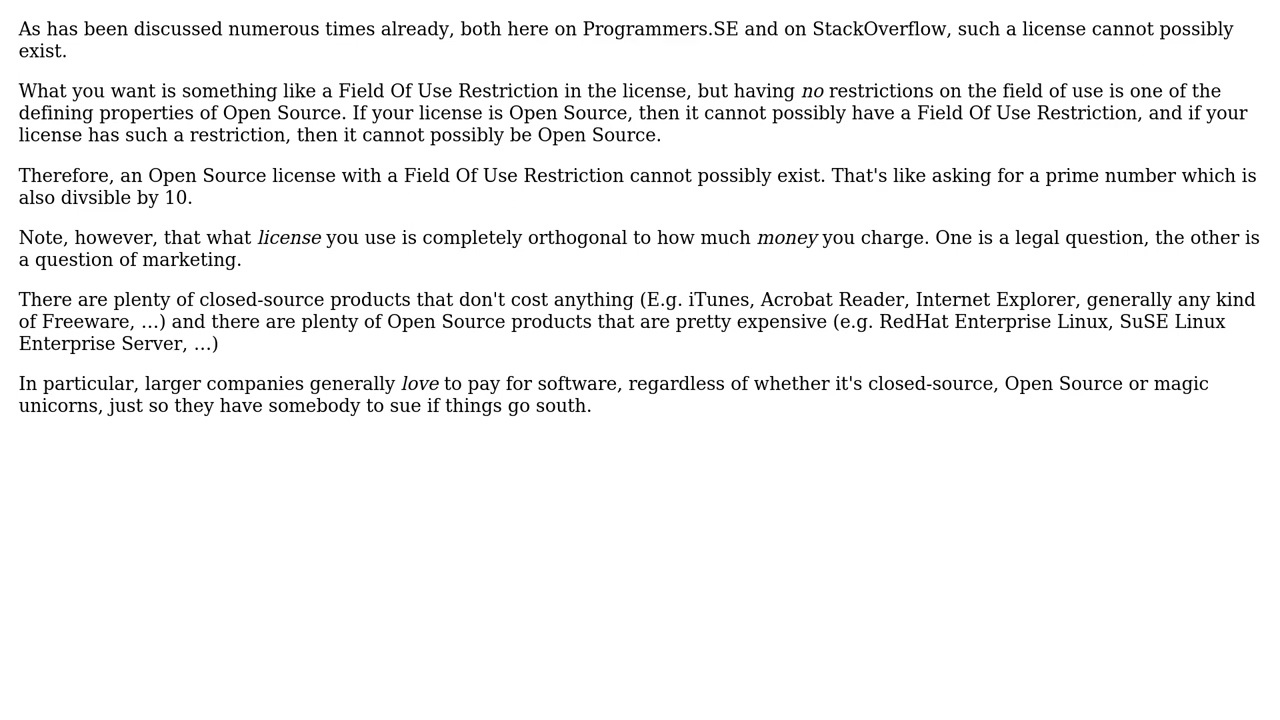 As has been discussed numerous times already, both here on Programmers.SE and on StackOverflow, such a license cannot possibly
exist.
What you want is something like a Field Of Use Restriction in the license, but having no restrictions on the field of use is one of the
defining properties of Open Source. If your license is Open Source, then it cannot possibly have a Field Of Use Restriction, and if your
license has such a restriction, then it cannot possibly be Open Source.
Therefore, an Open Source license with a Field Of Use Restriction cannot possibly exist. That's like asking for a prime number which is
also divsible by 10.
Note, however, that what license you use is completely orthogonal to how much money you charge. One is a legal question, the other is
a question of marketing.
There are plenty of closed-source products that don't cost anything (E.g. iTunes, Acrobat Reader, Internet Explorer, generally any kind
of Freeware, …) and there are plenty of Open Source products that are pretty expensive (e.g. RedHat Enterprise Linux, SuSE Linux
Enterprise Server, …)
In particular, larger companies generally love to pay for software, regardless of whether it's closed-source, Open Source or magic
unicorns, just so they have somebody to sue if things go south.